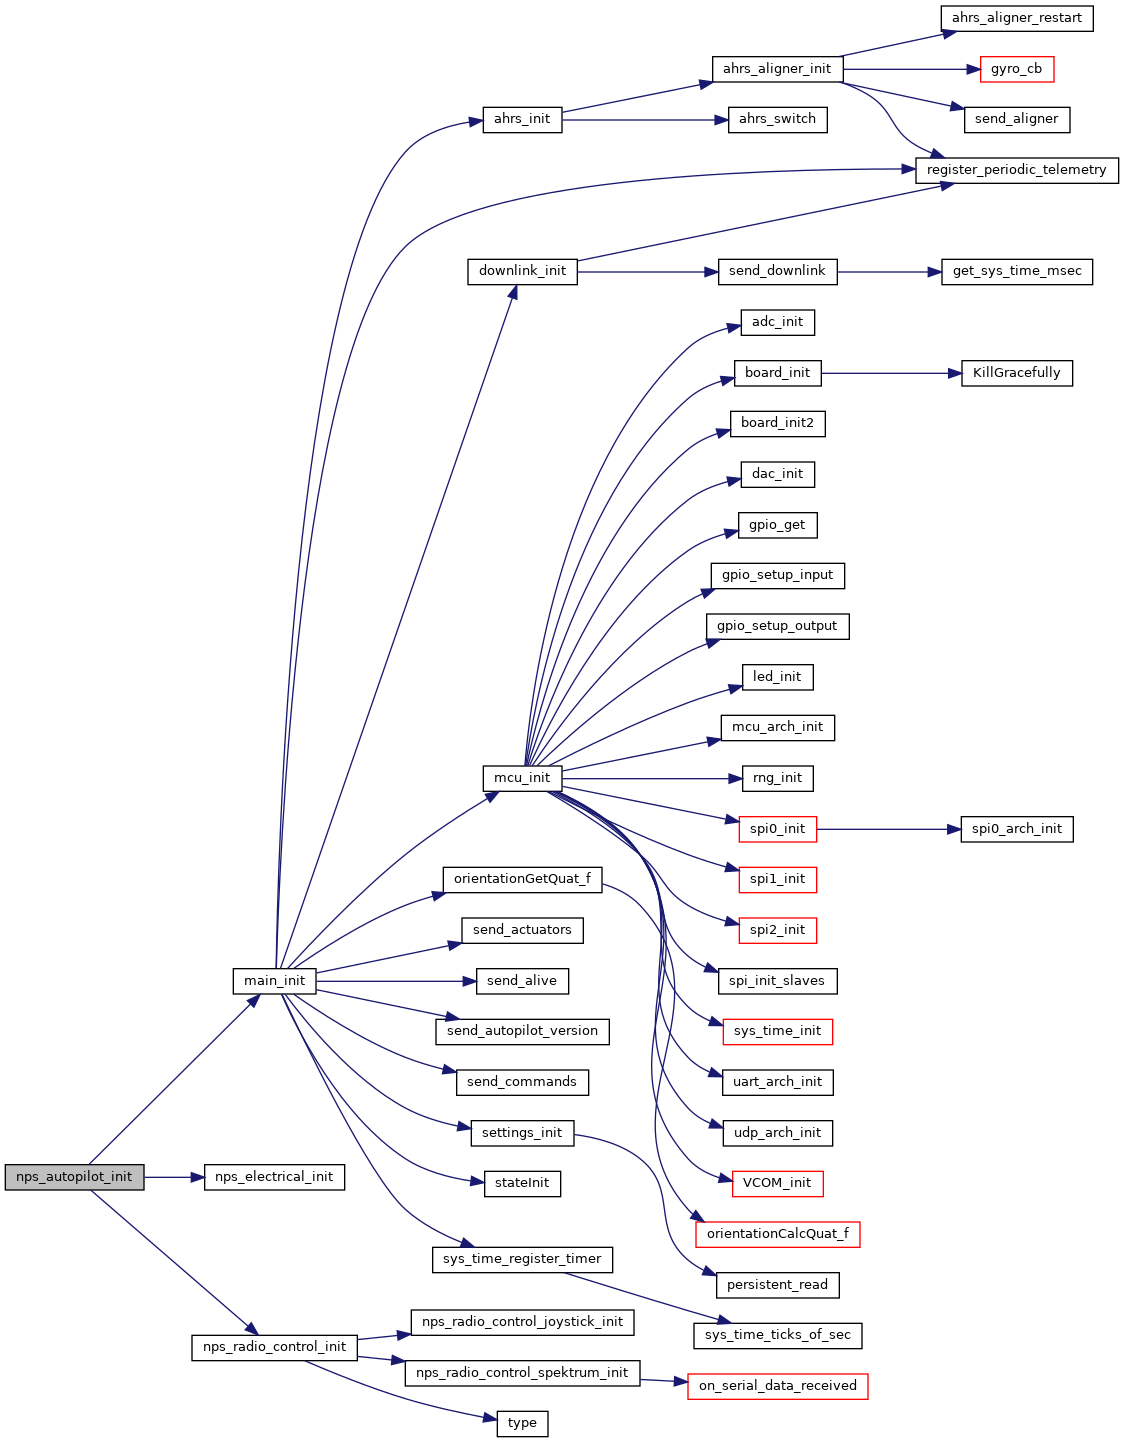 ahrs_aligner_restart
ahrs_aligner_init
gyro_cb
ahrs_init
ahrs_switch
send_aligner
register_periodic_telemetry
downlink_init
send_downlink
get_sys_time_msec
adc_init
board_init
KillGracefully
board_init2
dac_init
gpio_get
gpio_setup_input
gpio_setup_output
led_init
mcu_arch_init
mcu_init
rng_init
spi0_init
spi0_arch_init
orientationGetQuat_f
spi1_init
send_actuators
spi2_init
main_init
send_alive
spi_init_slaves
send_autopilot_version
sys_time_init
send_commands
uart_arch_init
settings_init
udp_arch_init
nps_autopilot_init
nps_electrical_init
stateInit
VCOM_init
orientationCalcQuat_f
sys_time_register_timer
persistent_read
nps_radio_control_joystick_init
sys_time_ticks_of_sec
nps_radio_control_init
nps_radio_control_spektrum_init
on_serial_data_received
type